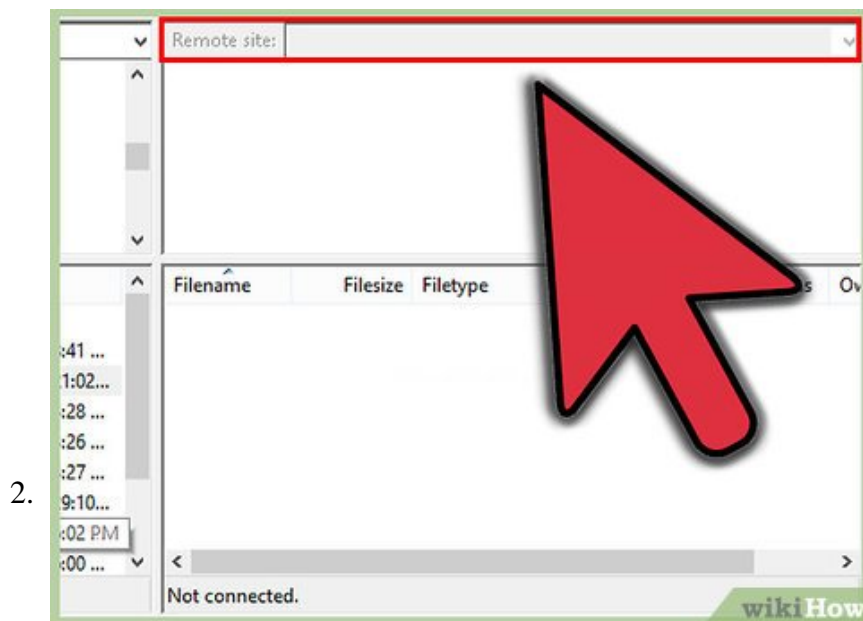 Remote site:
Filename Filesize Filetype
:41 ...
1:02...
:28 ...
:26 ...
:27 ...
9:10...
:02 PM
:00 ...
Not connected.
2.
wikiHow